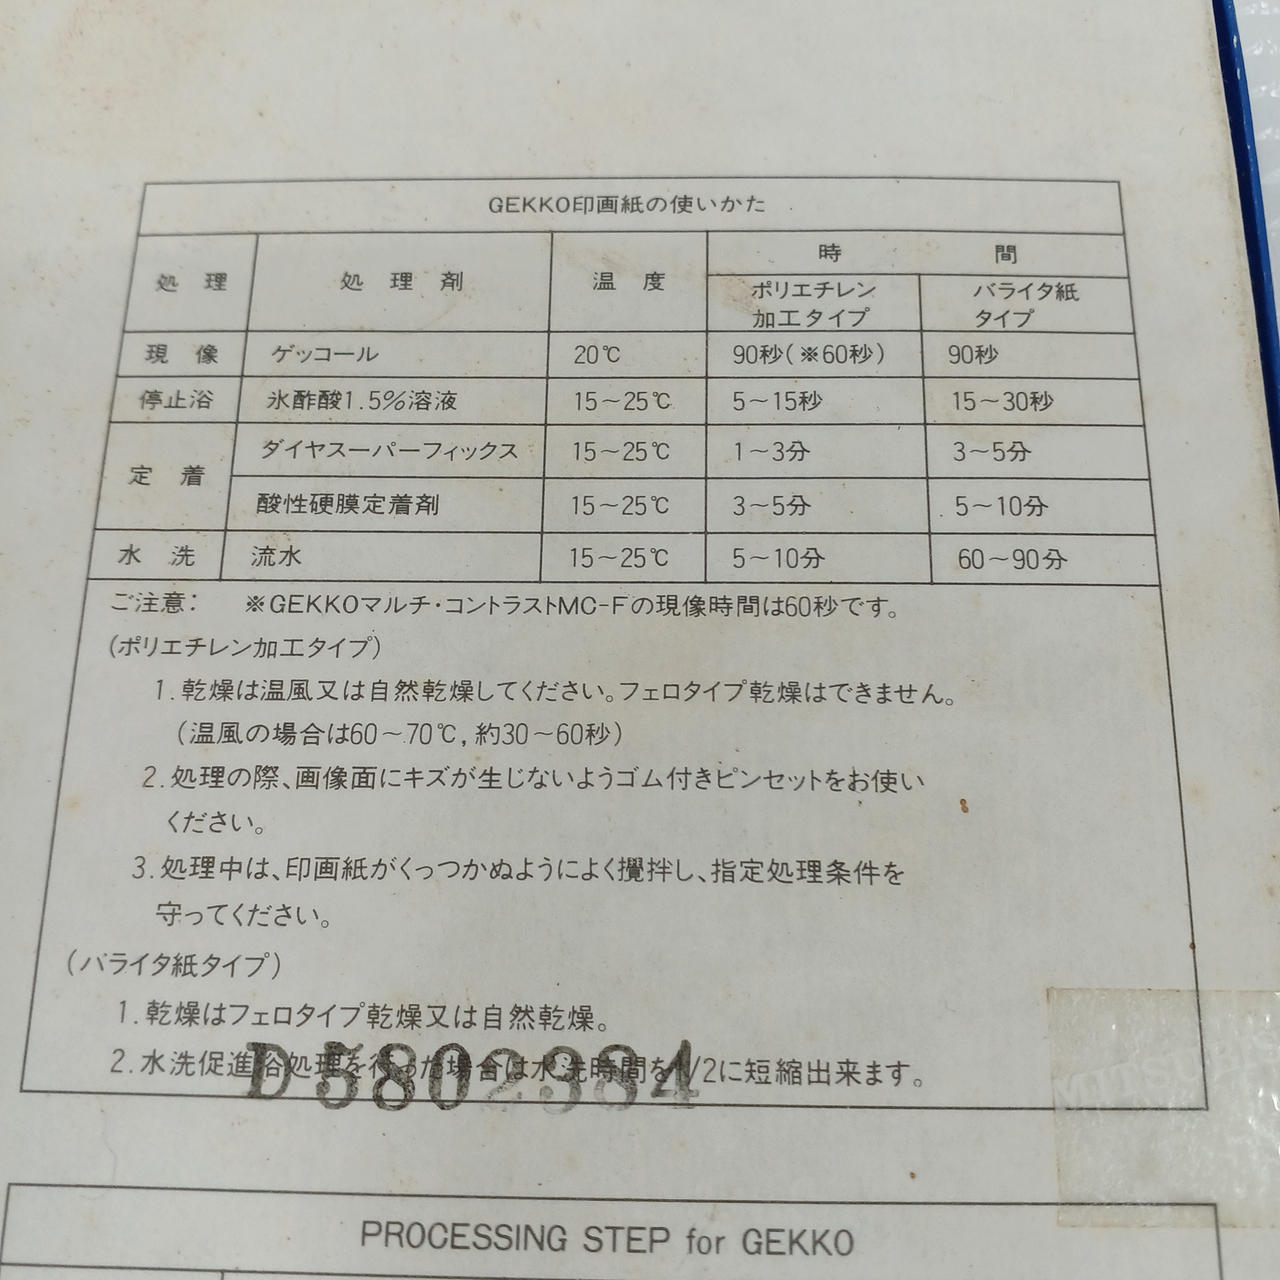 GEKKO印画紙の使いかた
処理 処理剤 温度 時間
ポリエチレン加工タイプ バライタ紙タイプ
現像 ゲッコール 20℃ 90秒(※60秒) 90秒
停止浴 氷酢酸1.5%溶液 15~25℃ 5~15秒 15~30秒
定着 ダイヤスーパーフィックス 15~25℃ 1~3分 3~5分
酸性硬膜定着剤 15~25℃ 3~5分 5~10分
水洗 流水 15~25℃ 5~10分 60~90分
ご注意: ※GEKKOマルチ・コントラストMC-Fの現像時間は60秒です。
(ポリエチレン加工タイプ)
1.乾燥は温風又は自然乾燥してください。フェロタイプ乾燥はできません。
(温風の場合は60~70℃,約30~60秒)
2.処理の際、画像面にキズが生じないようゴム付きピンセットをお使い
ください。
3.処理中は、印画紙がくっつかぬようによく攪拌し、指定処理条件を
守ってください。
(バライタ紙タイプ)
1.乾燥はフェロタイプ乾燥又は自然乾燥。
2.水洗促進浴処理を行った場合は水洗時間を1/2に短縮出来ます。
D5802384
PROCESSING STEP for GEKKO